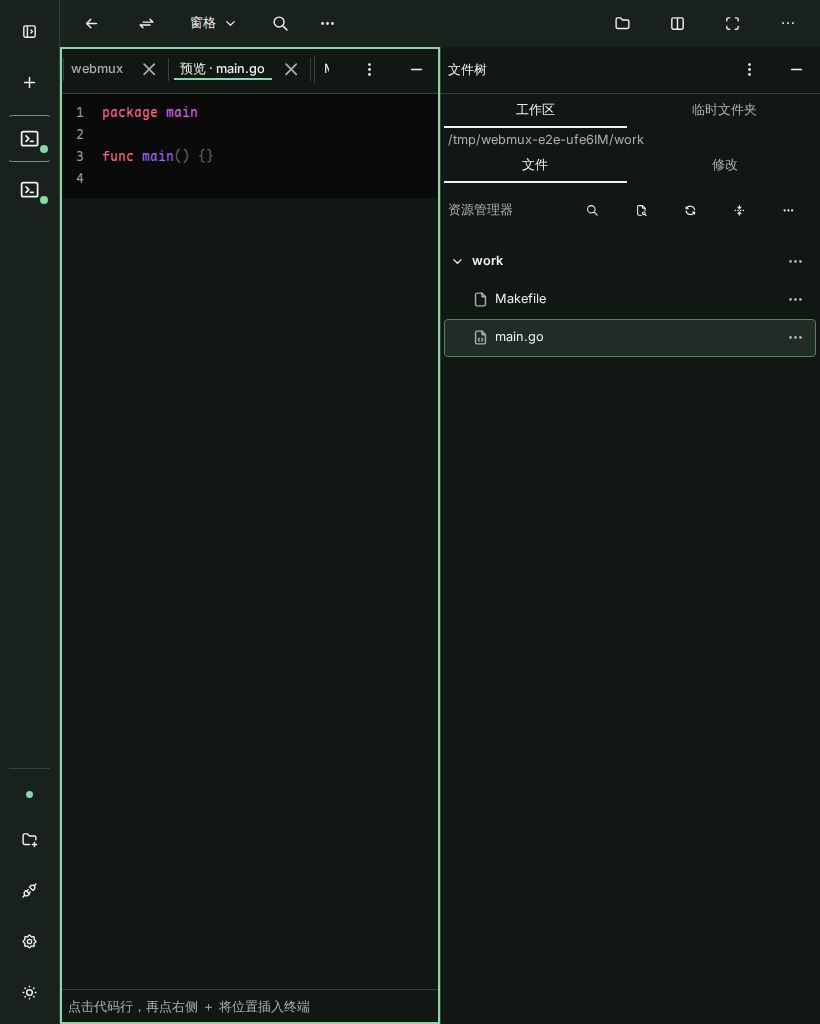 窗格
webmux
预览 · main.go
文件树
工作区
临时文件夹
/tmp/webmux-e2e-ufe6lM/work
文件
修改
资源管理器
work
Makefile
main.go
1 package main
2
3 func main() {}
4
点击代码行，再点右侧 ＋ 将位置插入终端